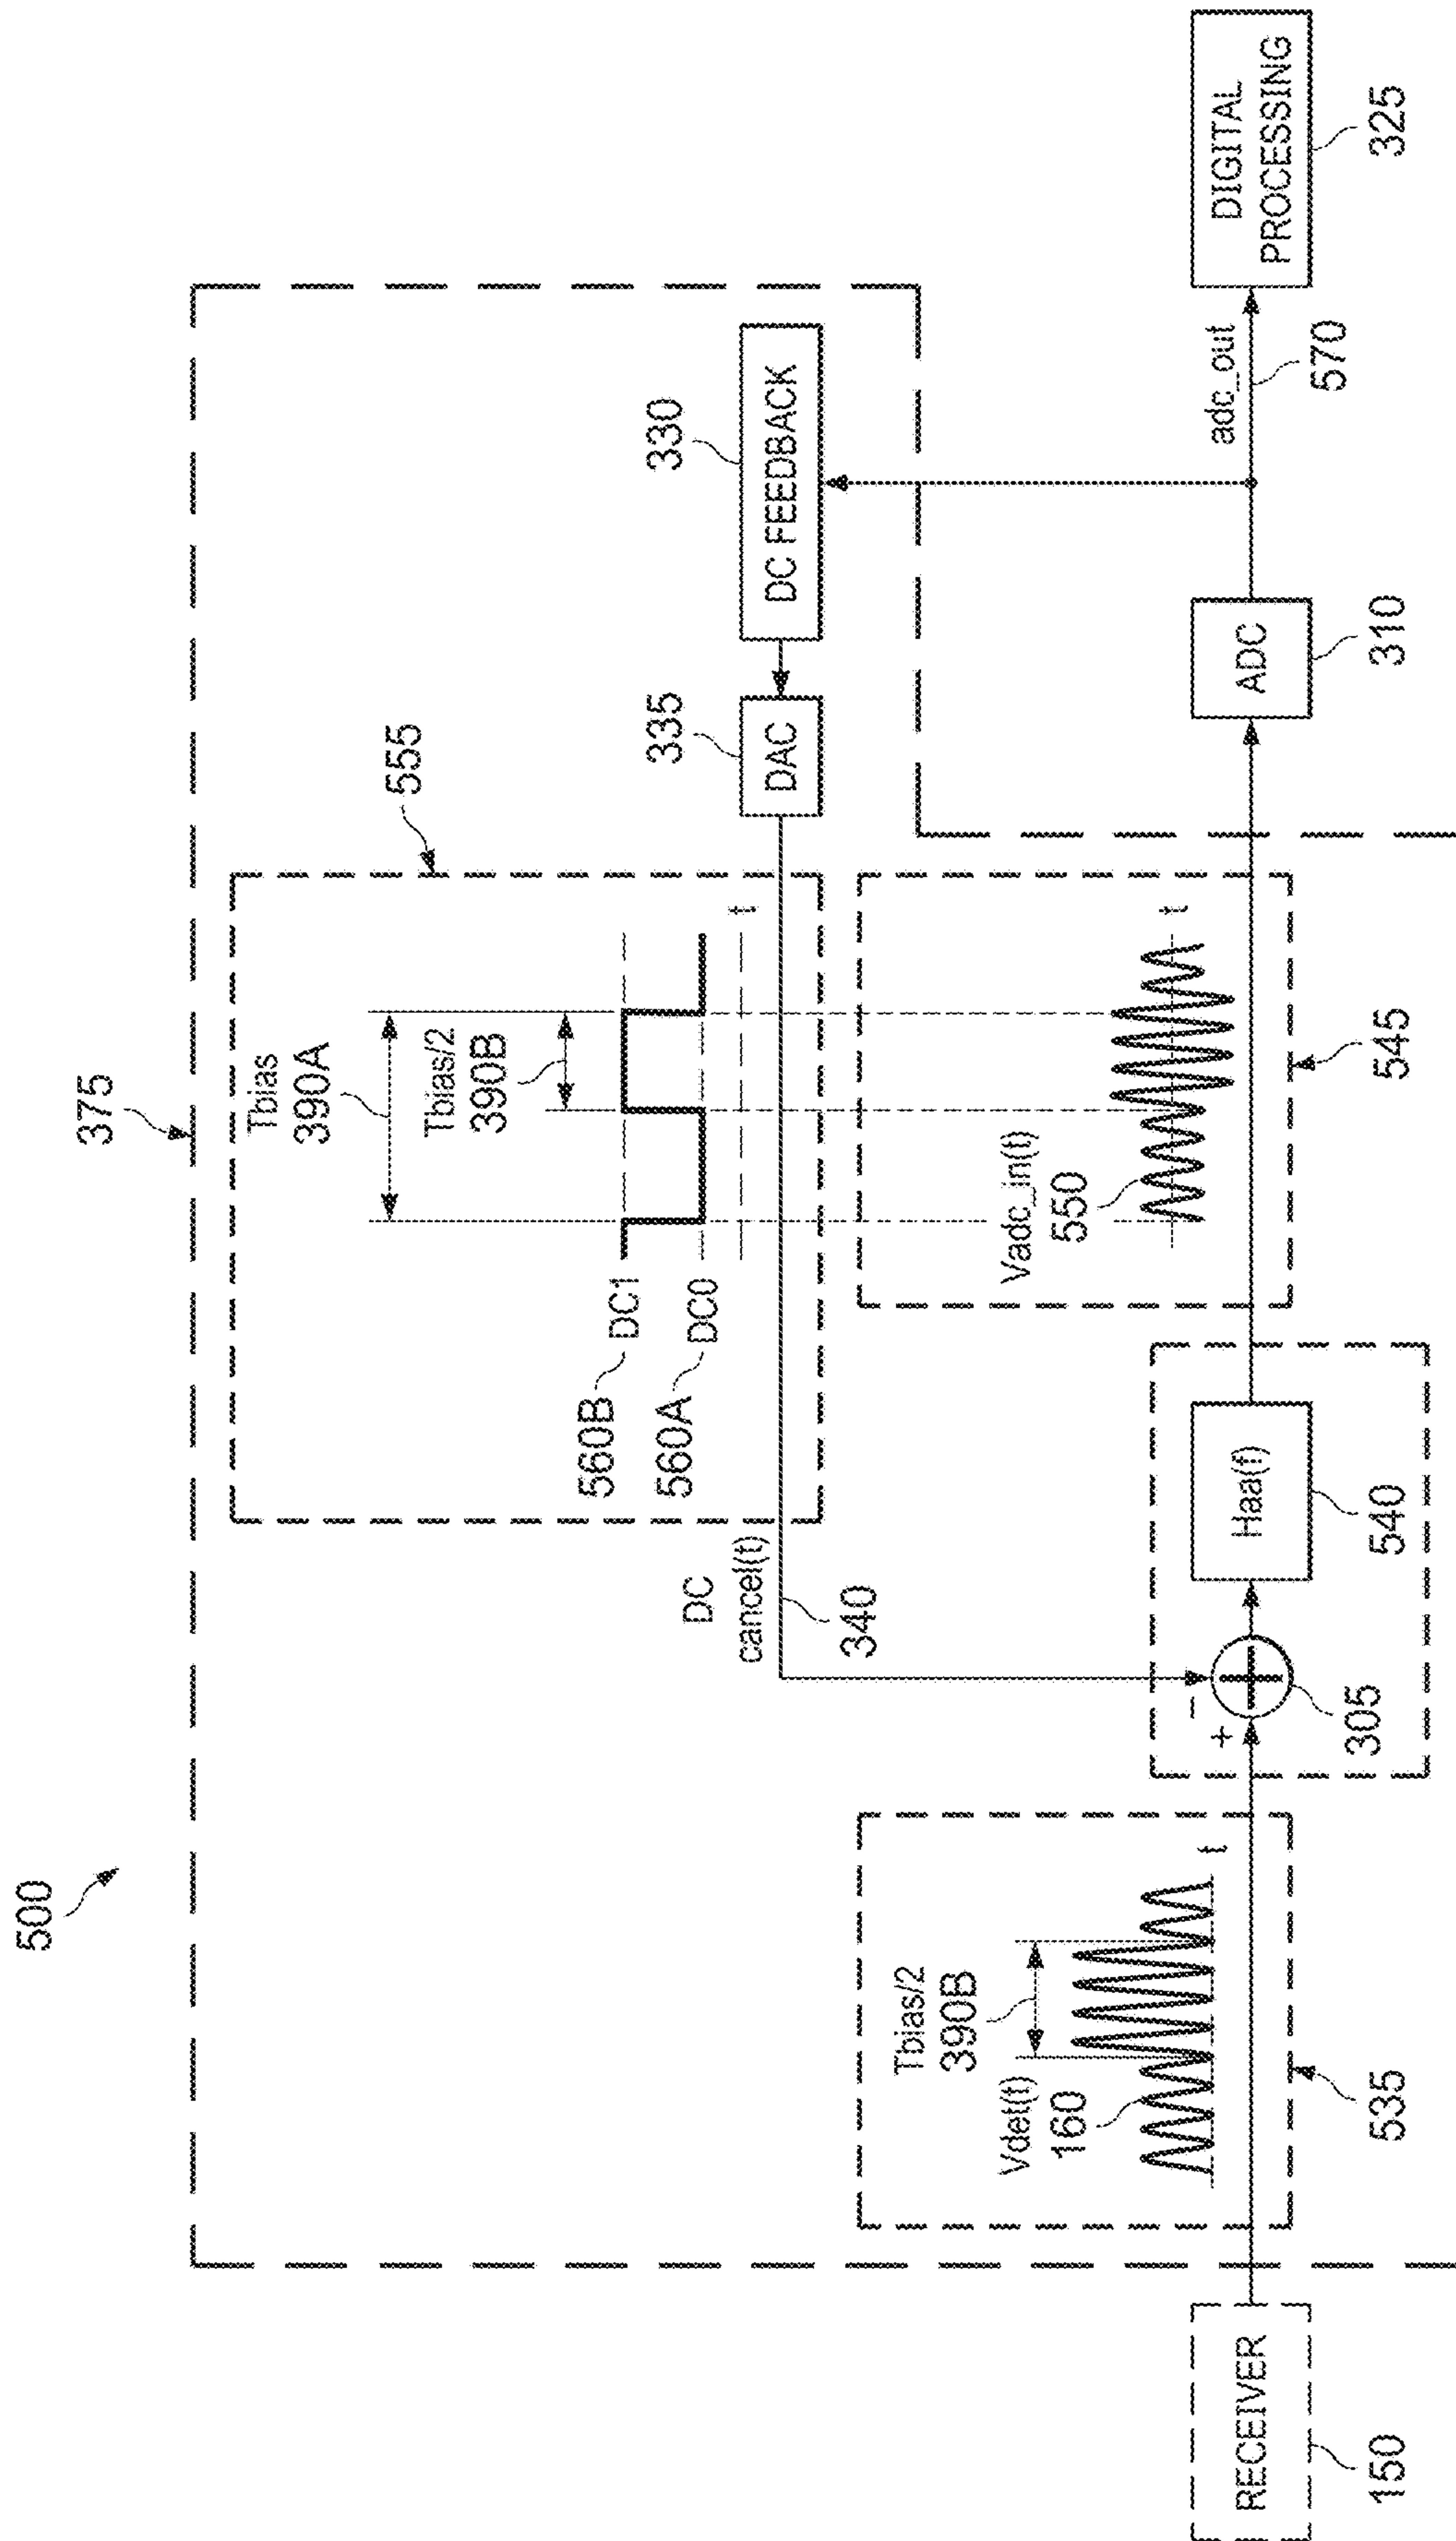 500
375
555
Tbias
390A
Tbias/2
390B
560B
DC1
560A
DC0
t
335
330
DAC
DC FEEDBACK
DC
cancel(t)
340
Tbias/2
390B
Vdet(t)
160
t
535
Vadc_in(t)
550
t
545
adc_out
570
RECEIVER
150
+
-
305
Haa(f)
540
ADC
310
DIGITAL
PROCESSING
325